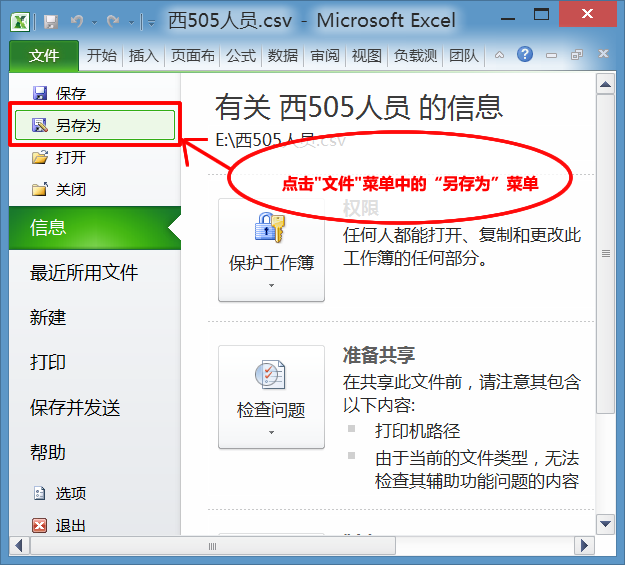 西505人员.csv - Microsoft Excel
文件 开始 插入 页面布 公式 数据 审阅 视图 负载测 团队
保存
另存为
打开
关闭
信息
最近所用文件
新建
打印
保存并发送
帮助
选项
退出
有关 西505人员 的信息
E:\西505人员.csv
点击"文件"菜单中的“另存为”菜单
保护工作簿
权限
任何人都能打开、复制和更改此
工作簿的任何部分。
检查问题
准备共享
在共享此文件前，请注意其包含
以下内容:
打印机路径
由于当前的文件类型，无法
检查其辅助功能问题的内容